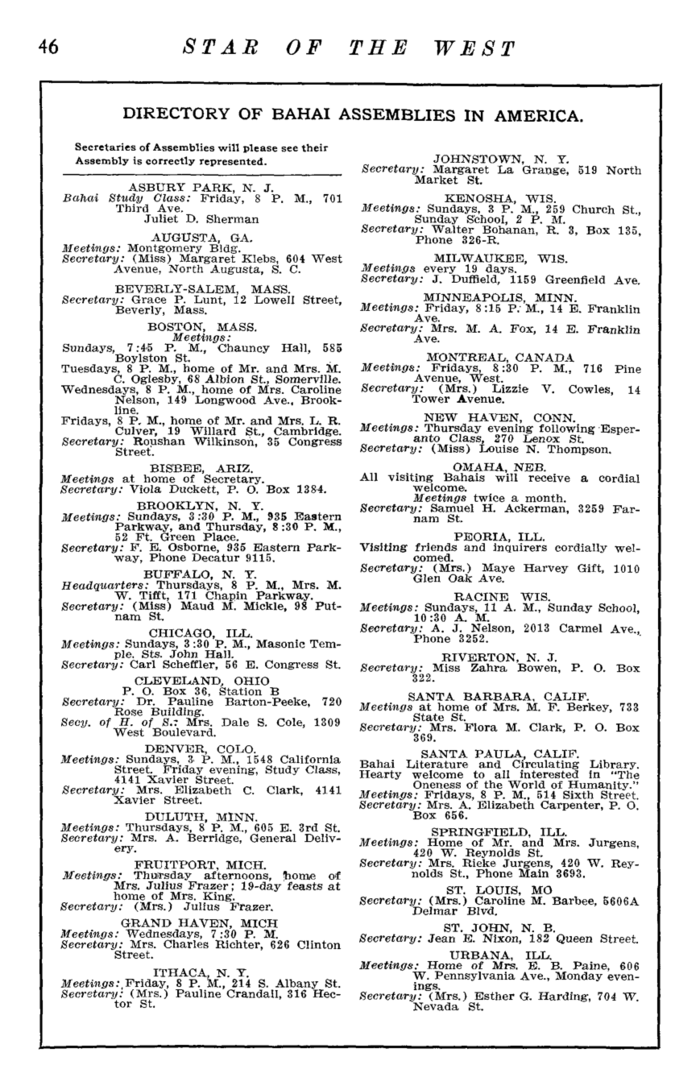 46
STAR OF THE WEST
DIRECTORY OF BAHAI ASSEMBLIES IN AMERICA.
Secretaries of Assemblies will please see their
Assembly is correctly represented.
ASBURY PARK, N. J.
Bahai Study Class: Friday, 8 P. M., 701
Third Ave.
Juliet D. Sherman
AUGUSTA, GA.
Meetings: Montgomery Bldg.
Secretary: (Miss) Margaret Klebs, 604 West
Avenue, North Augusta, S. C.
BEVERLY-SALEM, MASS.
Secretary: Grace P. Lunt, 12 Lowell Street,
Beverly, Mass.
BOSTON, MASS.
Meetings:
Sundays, 7:45 P. M., Chauncy Hall, 585
Boylston St.
Tuesdays, 8 P. M., home of Mr. and Mrs. M.
C. Oglesby, 68 Albion St., Somerville.
Wednesdays, 8 P. M., home of Mrs. Caroline
Nelson, 149 Longwood Ave., Brook-
line.
Fridays, 8 P. M., home of Mr. and Mrs. L. R.
Culver, 19 Willard St., Cambridge.
Secretary: Roushan Wilkinson, 35 Congress
Street.
BISBEE, ARIZ.
Meetings at home of Secretary.
Secretary: Viola Duckett, P. O. Box 1384.
BROOKLYN, N. Y.
Meetings: Sundays, 3:30 P. M., 935 Eastern
Parkway, and Thursday, 8:30 P. M.,
52 Ft. Green Place.
Secretary: F. E. Osborne, 935 Eastern Park-
way, Phone Decatur 9115.
BUFFALO, N. Y.
Headquarters: Thursdays, 8 P. M., Mrs. M.
W. Tifft, 171 Chapin Parkway.
Secretary: (Miss) Maud M. Mickle, 98 Put-
nam St.
CHICAGO, ILL.
Meetings: Sundays, 3:30 P. M., Masonic Tem-
ple. Sts. John Hall.
Secretary: Carl Scheffler, 56 E. Congress St.
CLEVELAND, OHIO
P. O. Box 36, Station B
Secretary: Dr. Pauline Barton-Peeke, 720
Rose Building.
Secy. of H. of S.: Mrs. Dale S. Cole, 1309
West Boulevard.
DENVER, COLO.
Meetings: Sundays, 3 P. M., 1548 California
Street. Friday evening, Study Class,
4141 Xavier Street.
Secretary: Mrs. Elizabeth C. Clark, 4141
Xavier Street.
DULUTH, MINN.
Meetings: Thursdays, 8 P. M., 605 E. 3rd St.
Secretary: Mrs. A. Berridge, General Deliv-
ery.
FRUITPORT, MICH.
Meetings: Thursday afternoons, home of
Mrs. Julius Frazer; 19-day feasts at
home of Mrs. King.
Secretary: (Mrs.) Julius Frazer.
GRAND HAVEN, MICH
Meetings: Wednesdays, 7:30 P. M.
Secretary: Mrs. Charles Richter, 626 Clinton
Street.
ITHACA, N. Y.
Meetings: Friday, 8 P. M., 214 S. Albany St.
Secretary: (Mrs.) Pauline Crandall, 316 Hec-
tor St.
JOHNSTOWN, N. Y.
Secretary: Margaret La Grange, 519 North
Market St.
KENOSHA, WIS.
Meetings: Sundays, 3 P. M., 259 Church St.,
Sunday School, 2 P. M.
Secretary: Walter Bohanan, R. 3, Box 135,
Phone 326-R.
MILWAUKEE, WIS.
Meetings every 19 days.
Secretary: J. Duffield, 1159 Greenfield Ave.
MINNEAPOLIS, MINN.
Meetings: Friday, 8:15 P. M., 14 E. Franklin
Ave.
Secretary: Mrs. M. A. Fox, 14 E. Franklin
Ave.
MONTREAL, CANADA
Meetings: Fridays, 8:30 P. M., 716 Pine
Avenue, West.
Secretary: (Mrs.) Lizzie V. Cowles, 14
Tower Avenue.
NEW HAVEN, CONN.
Meetings: Thursday evening following Esper-
anto Class, 270 Lenox St.
Secretary: (Miss) Louise N. Thompson.
OMAHA, NEB.
All visiting Bahais will receive a cordial
welcome.
Meetings twice a month.
Secretary: Samuel H. Ackerman, 3259 Far-
nam St.
PEORIA, ILL.
Visiting friends and inquirers cordially wel-
comed.
Secretary: (Mrs.) Maye Harvey Gift, 1010
Glen Oak Ave.
RACINE WIS.
Meetings: Sundays, 11 A. M., Sunday School,
10:30 A. M.
Secretary: A. J. Nelson, 2013 Carmel Ave.,
Phone 3252.
RIVERTON, N. J.
Secretary: Miss Zahra Bowen, P. O. Box
322.
SANTA BARBARA, CALIF.
Meetings at home of Mrs. M. F. Berkey, 733
State St.
Secretary: Mrs. Flora M. Clark, P. O. Box
369.
SANTA PAULA, CALIF.
Bahai Literature and Circulating Library.
Hearty welcome to all interested in "The
Oneness of the World of Humanity."
Meetings: Fridays, 8 P. M., 514 Sixth Street.
Secretary: Mrs. A. Elizabeth Carpenter, P. O.
Box 656.
SPRINGFIELD, ILL.
Meetings: Home of Mr. and Mrs. Jurgens,
420 W. Reynolds St.
Secretary: Mrs. Rieke Jurgens, 420 W. Rey-
nolds St., Phone Main 3693.
ST. LOUIS, MO
Secretary: (Mrs.) Caroline M. Barbee, 5606A
Delmar Blvd.
ST. JOHN, N. B.
Secretary: Jean E. Nixon, 182 Queen Street.
URBANA, ILL.
Meetings: Home of Mrs. E. B. Paine, 606
W. Pennsylvania Ave., Monday even-
ings.
Secretary: (Mrs.) Esther G. Harding, 704 W.
Nevada St.